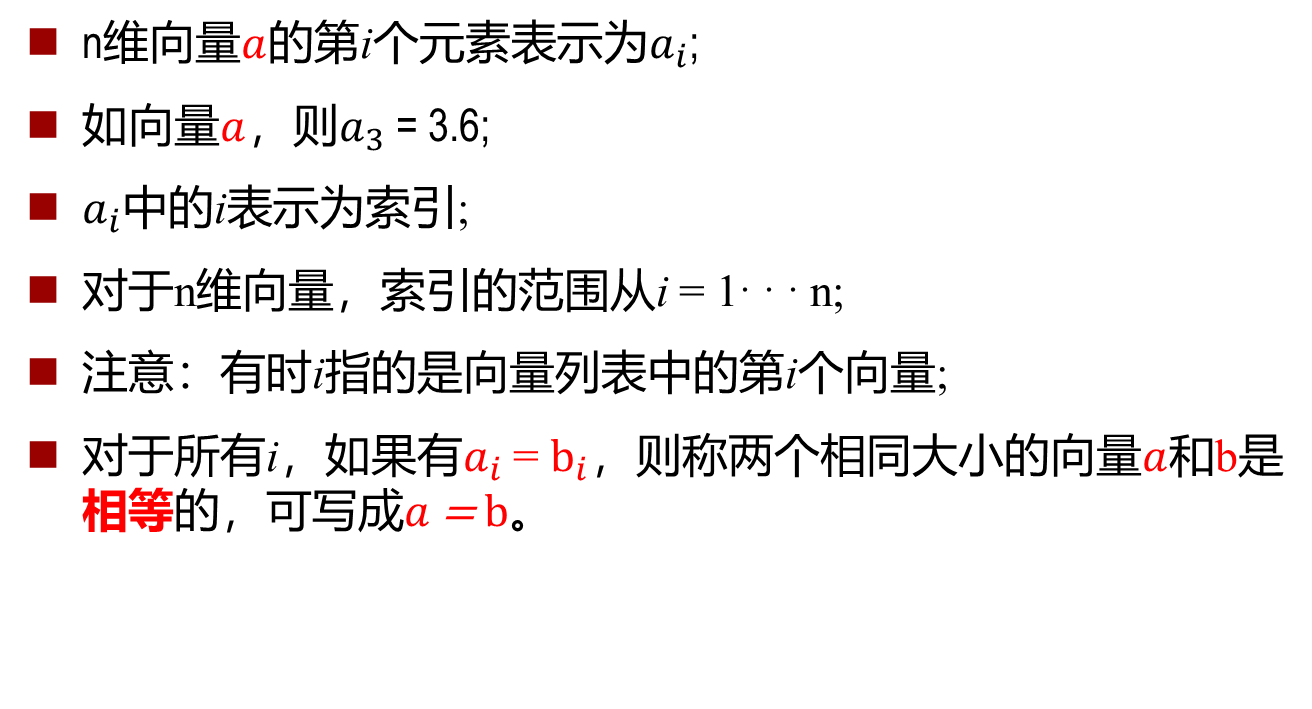 ■ n维向量a的第i个元素表示为aᵢ;
■ 如向量a，则a₃ = 3.6;
■ aᵢ中的i表示为索引;
■ 对于n维向量，索引的范围从i = 1· · · n;
■ 注意：有时i指的是向量列表中的第i个向量;
■ 对于所有i，如果有aᵢ = bᵢ，则称两个相同大小的向量a和b是
相等的，可写成a = b。